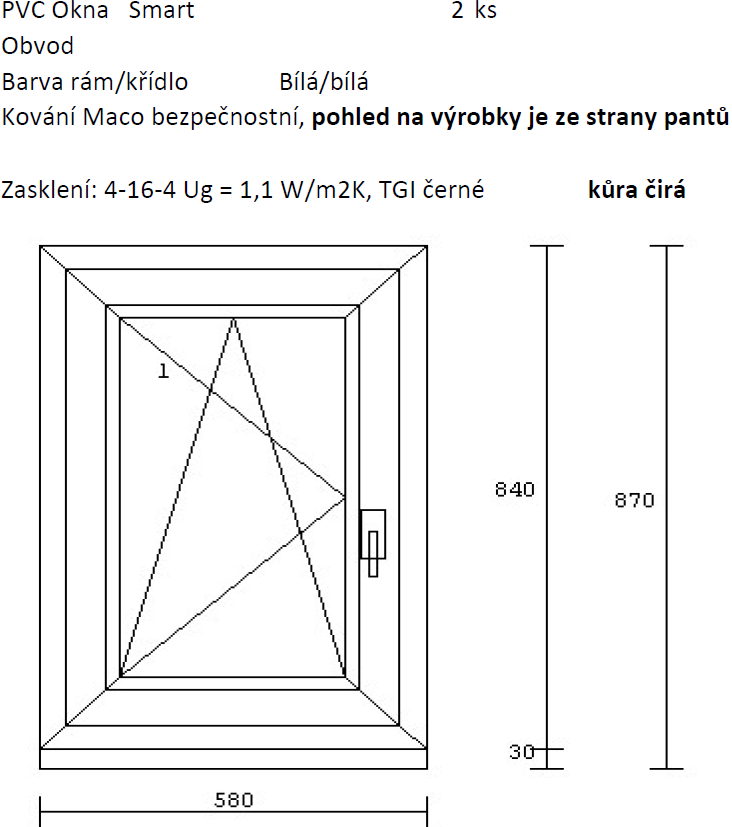 PVC Okna Smart 2 ks
Obvod
Barva rám/křídlo Bílá/bílá
Kování Maco bezpečnostní, pohled na výrobky je ze strany pantů
Zasklení: 4-16-4 Ug = 1,1 W/m2K, TGI černé kůra čirá
1
840
870
30
580